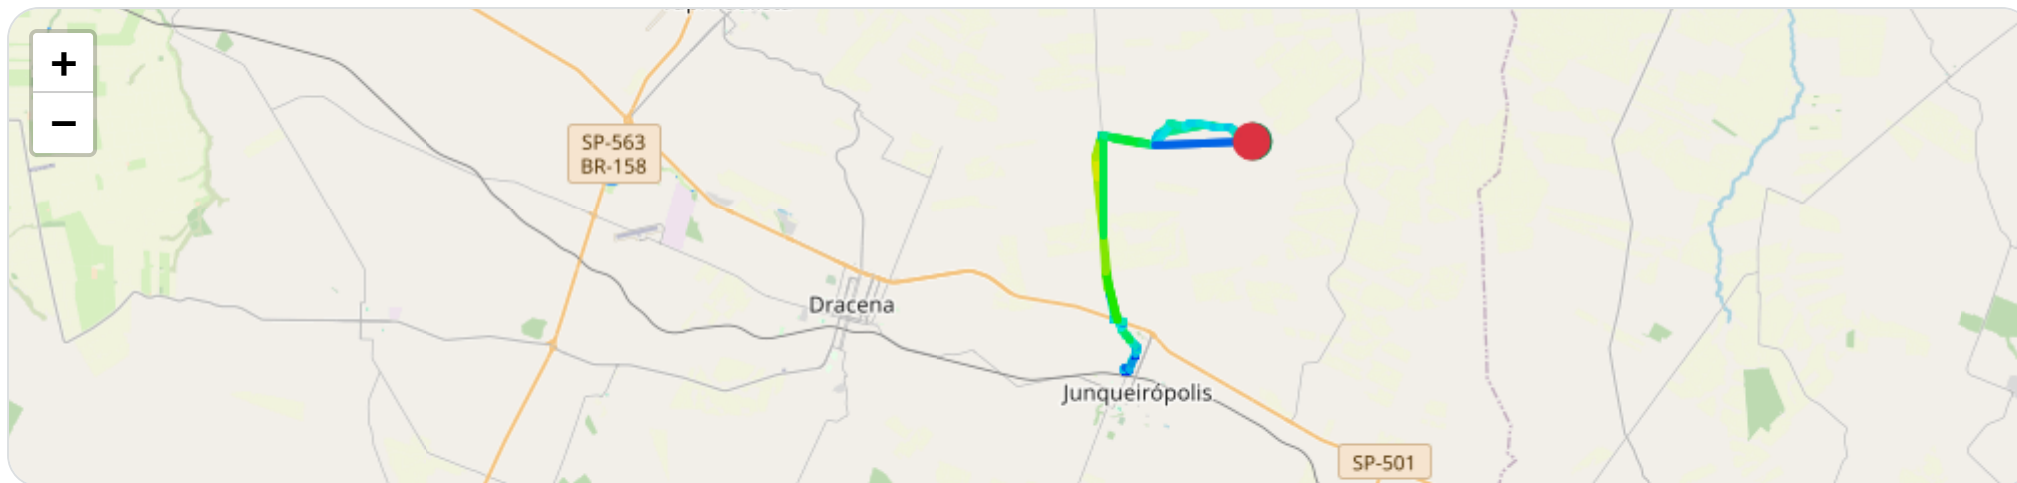 +
−
SP-563
BR-158
Dracena
Junqueirópolis
SP-501